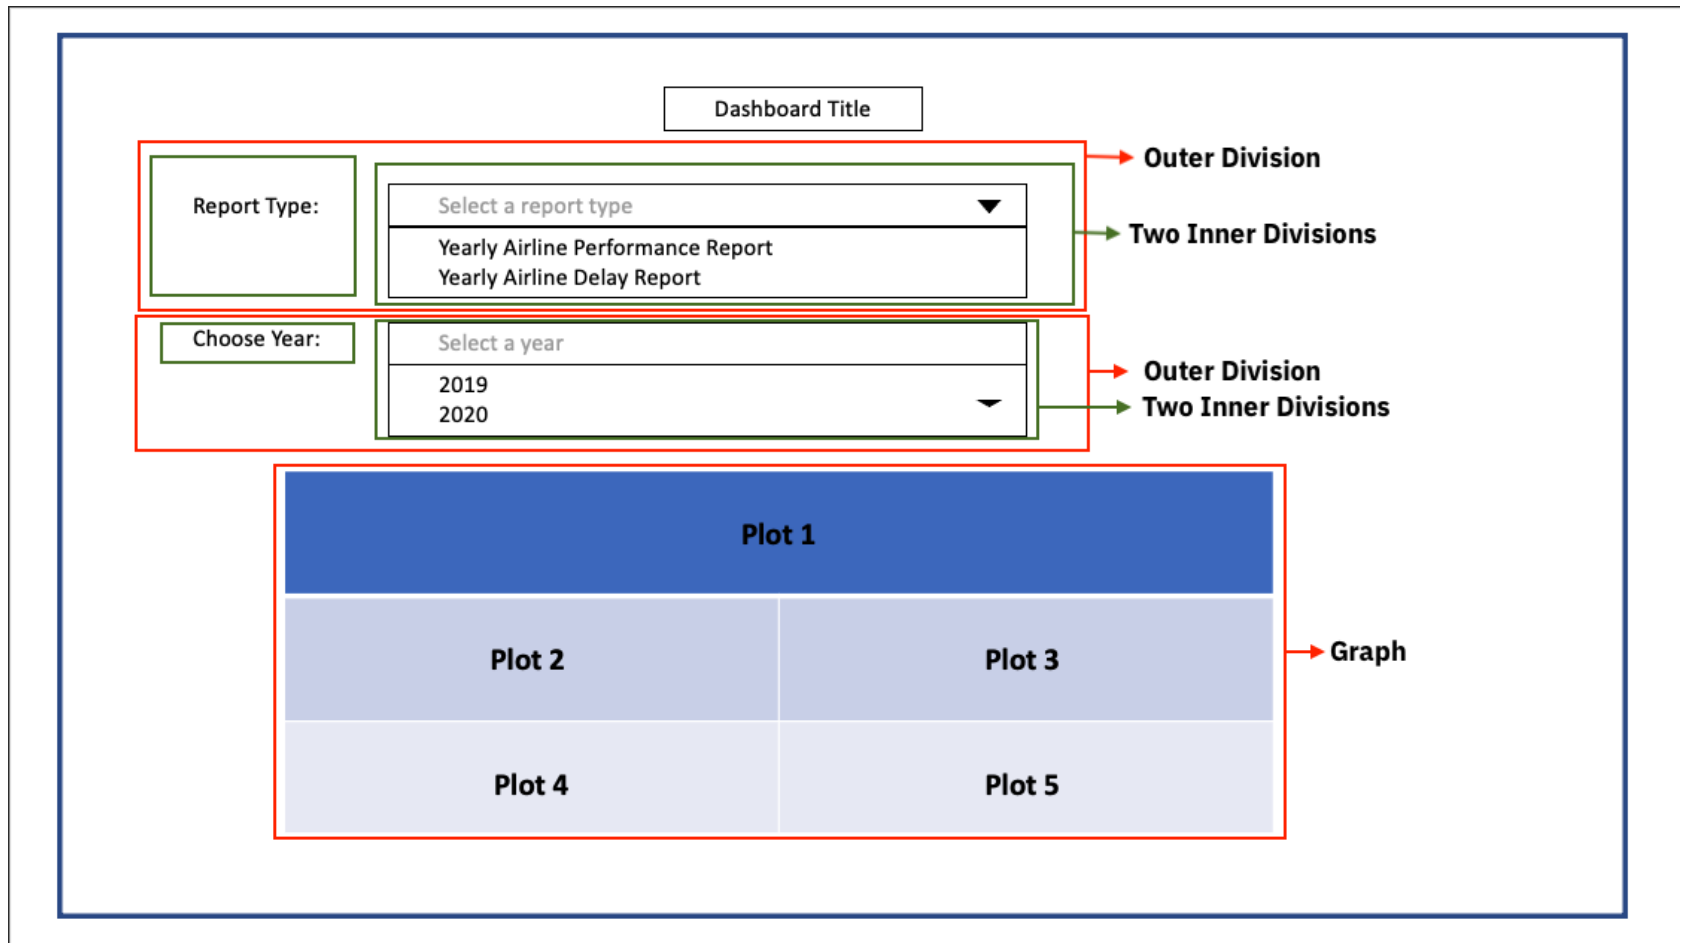 Dashboard Title
Outer Division
Report Type:
Select a report type
Two Inner Divisions
Yearly Airline Performance Report
Yearly Airline Delay Report
Choose Year:
Select a year
Outer Division
2019
Two Inner Divisions
2020
Plot 1
Plot 2
Plot 3
Graph
Plot 4
Plot 5